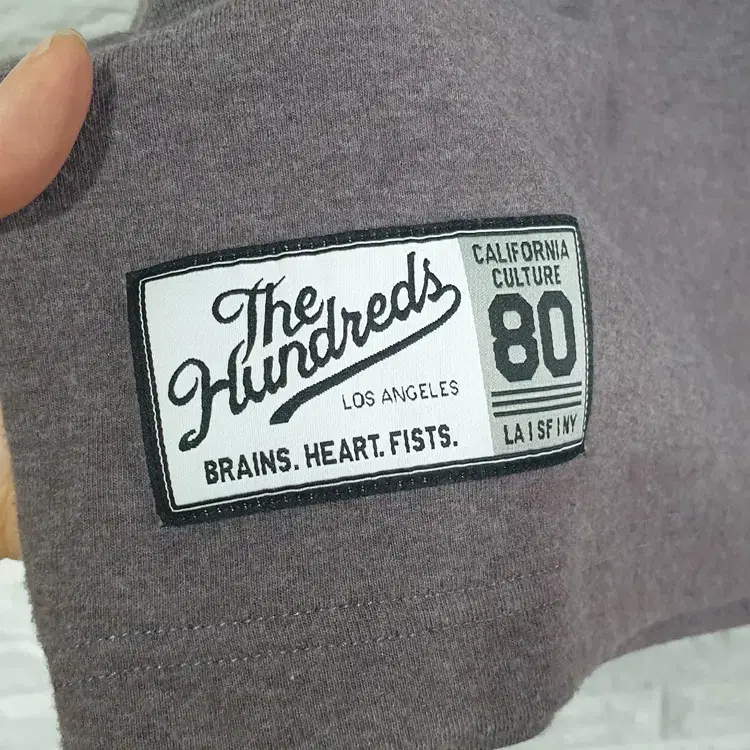 The
Hundreds
LOS ANGELES
BRAINS. HEART. FISTS.
CALIFORNIA
CULTURE
80
LA | SF | NY